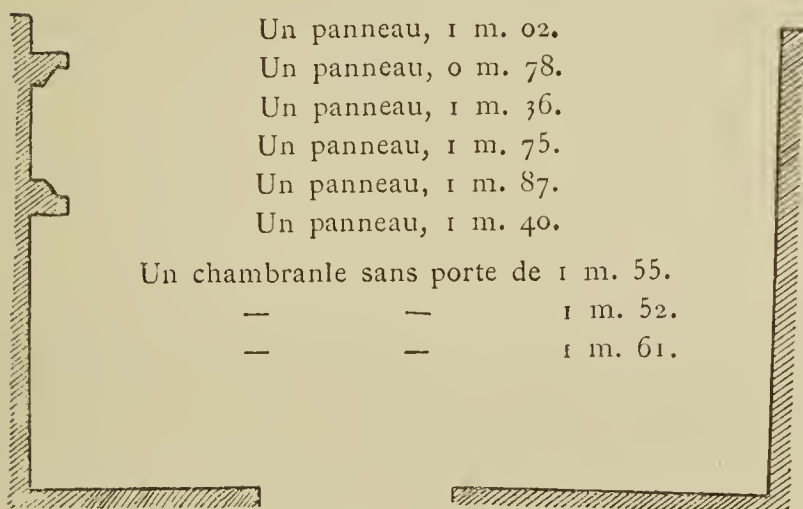 Un panneau, 1 m. 02.
Un panneau, 0 m. 78.
Un panneau, 1 m. 36.
Un panneau, 1 m. 75.
Un panneau, 1 m. 87.
Un panneau, 1 m. 40.
Un chambranle sans porte de 1 m. 55.
— — 1 m. 52.
— — 1 m. 61.